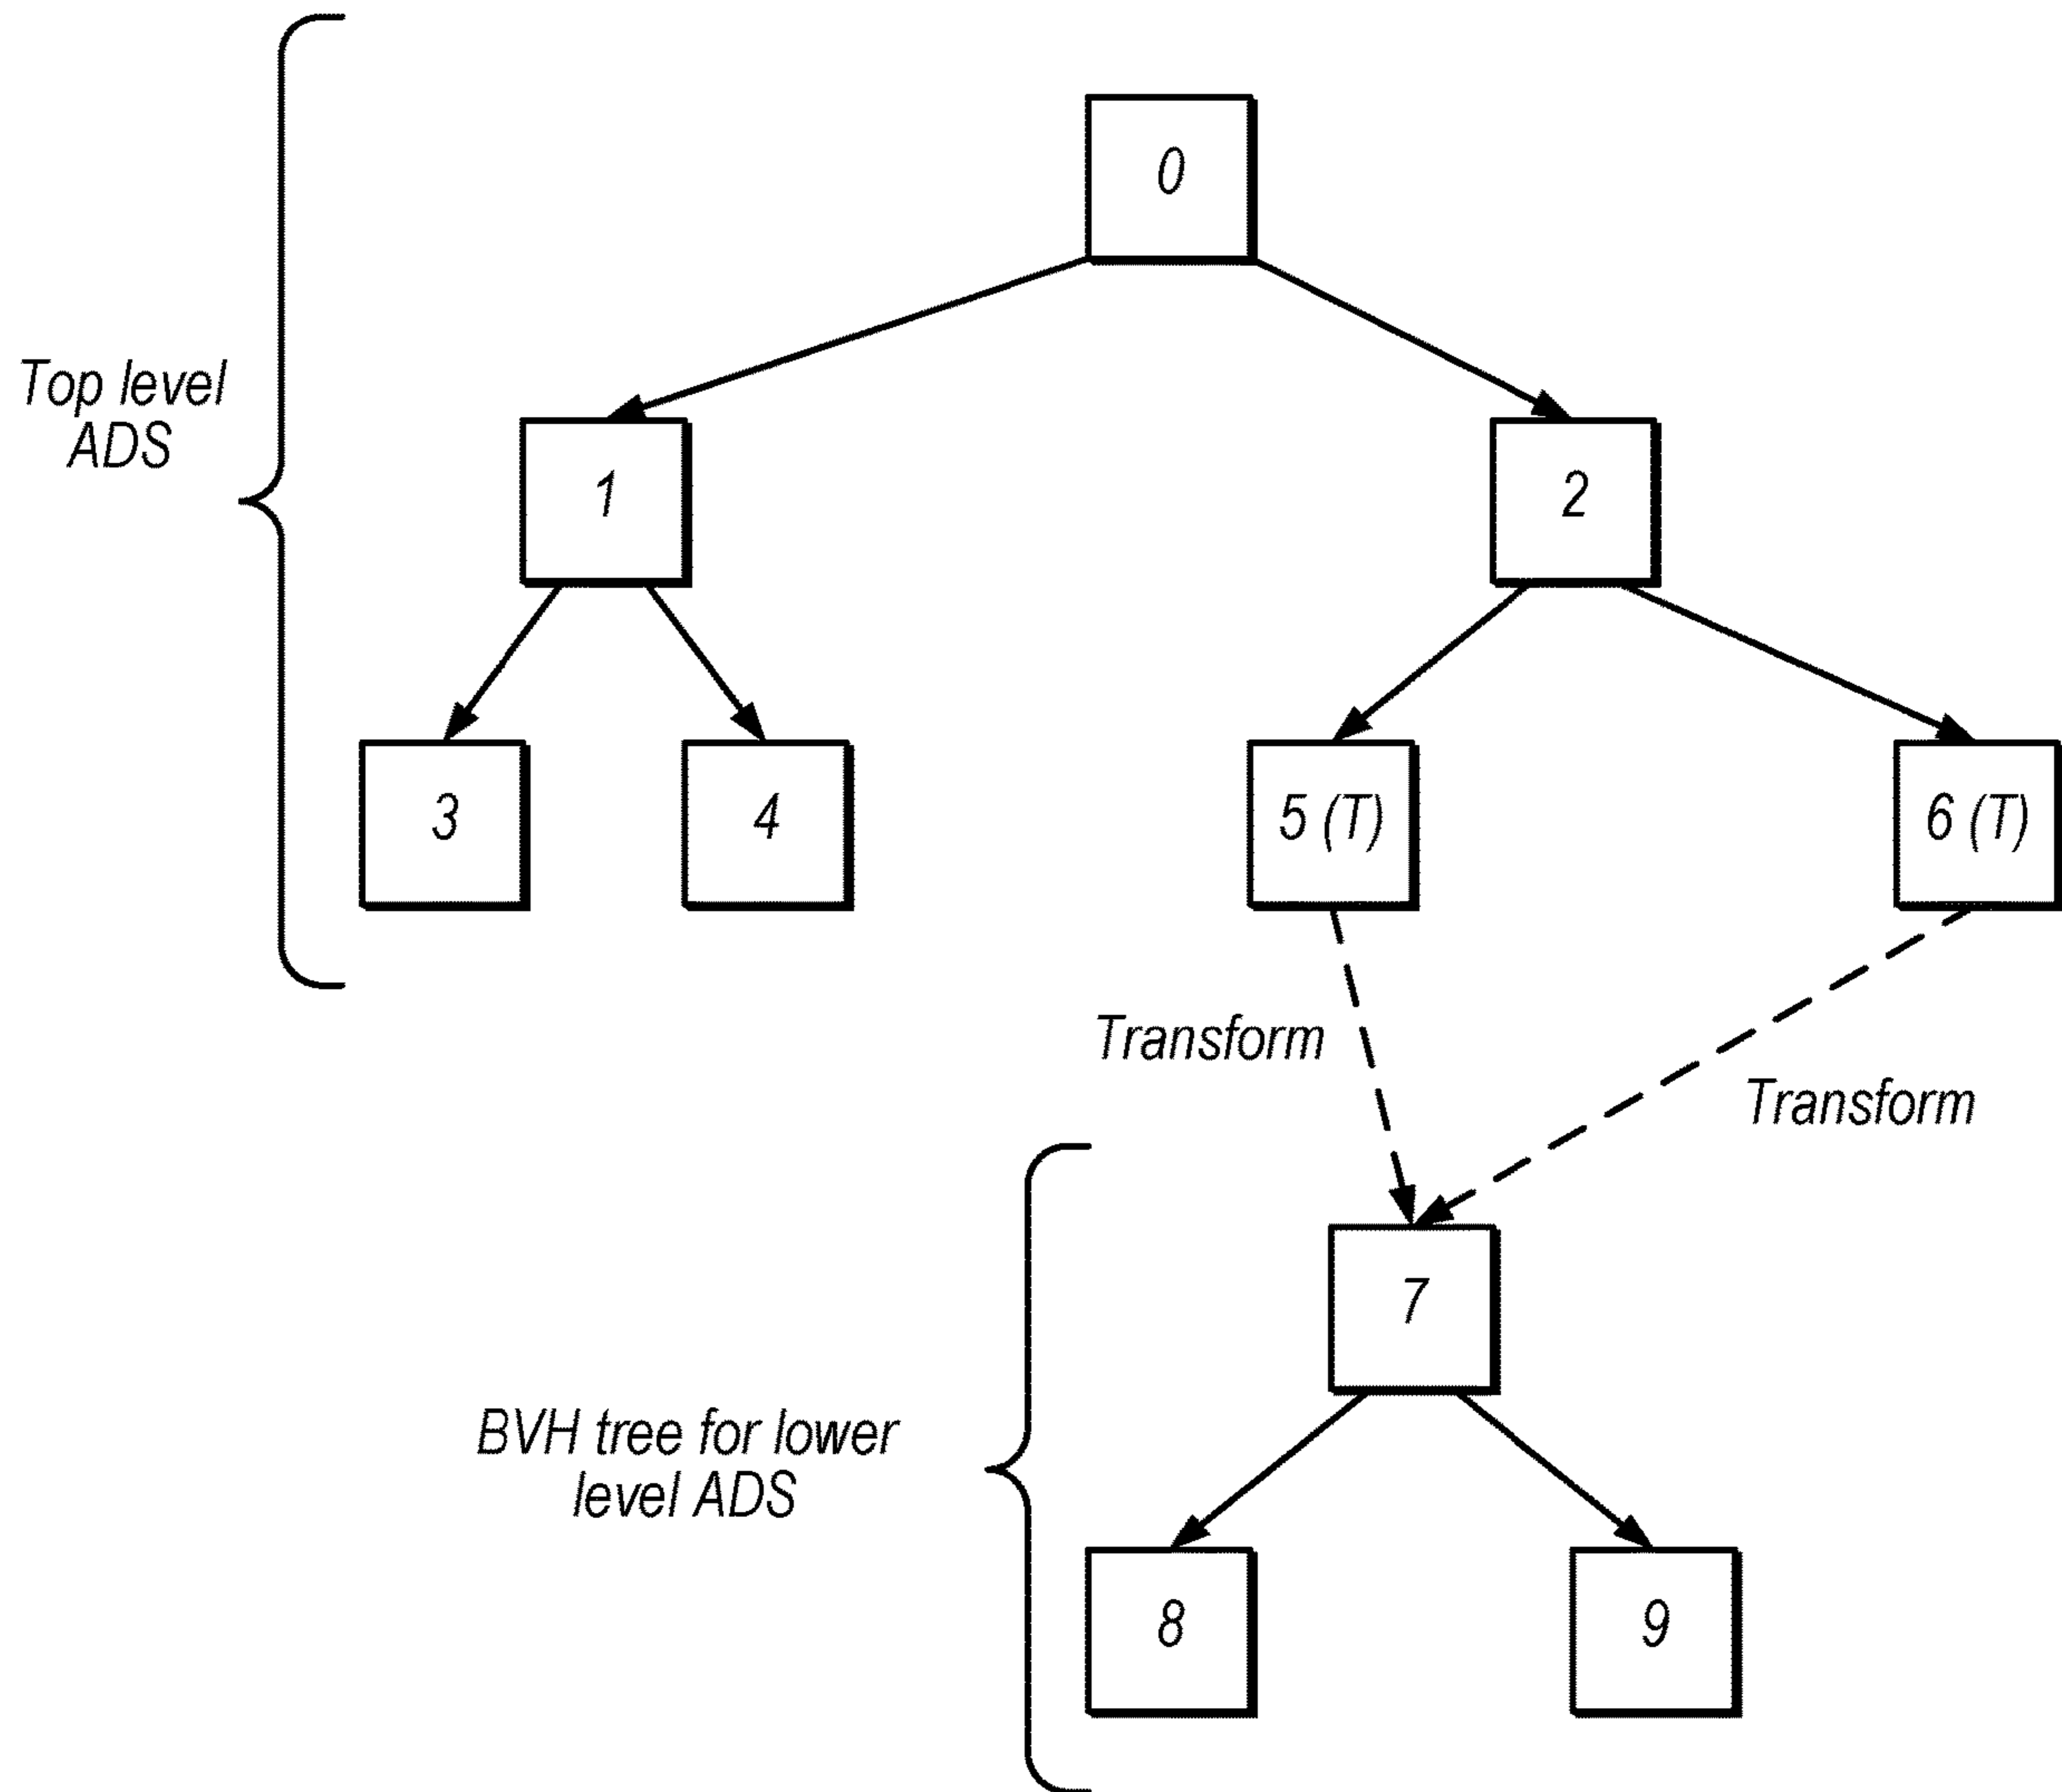 0
Top level
ADS
1
2
3
4
5 (T)
6 (T)
Transform
Transform
7
BVH tree for lower
level ADS
8
9